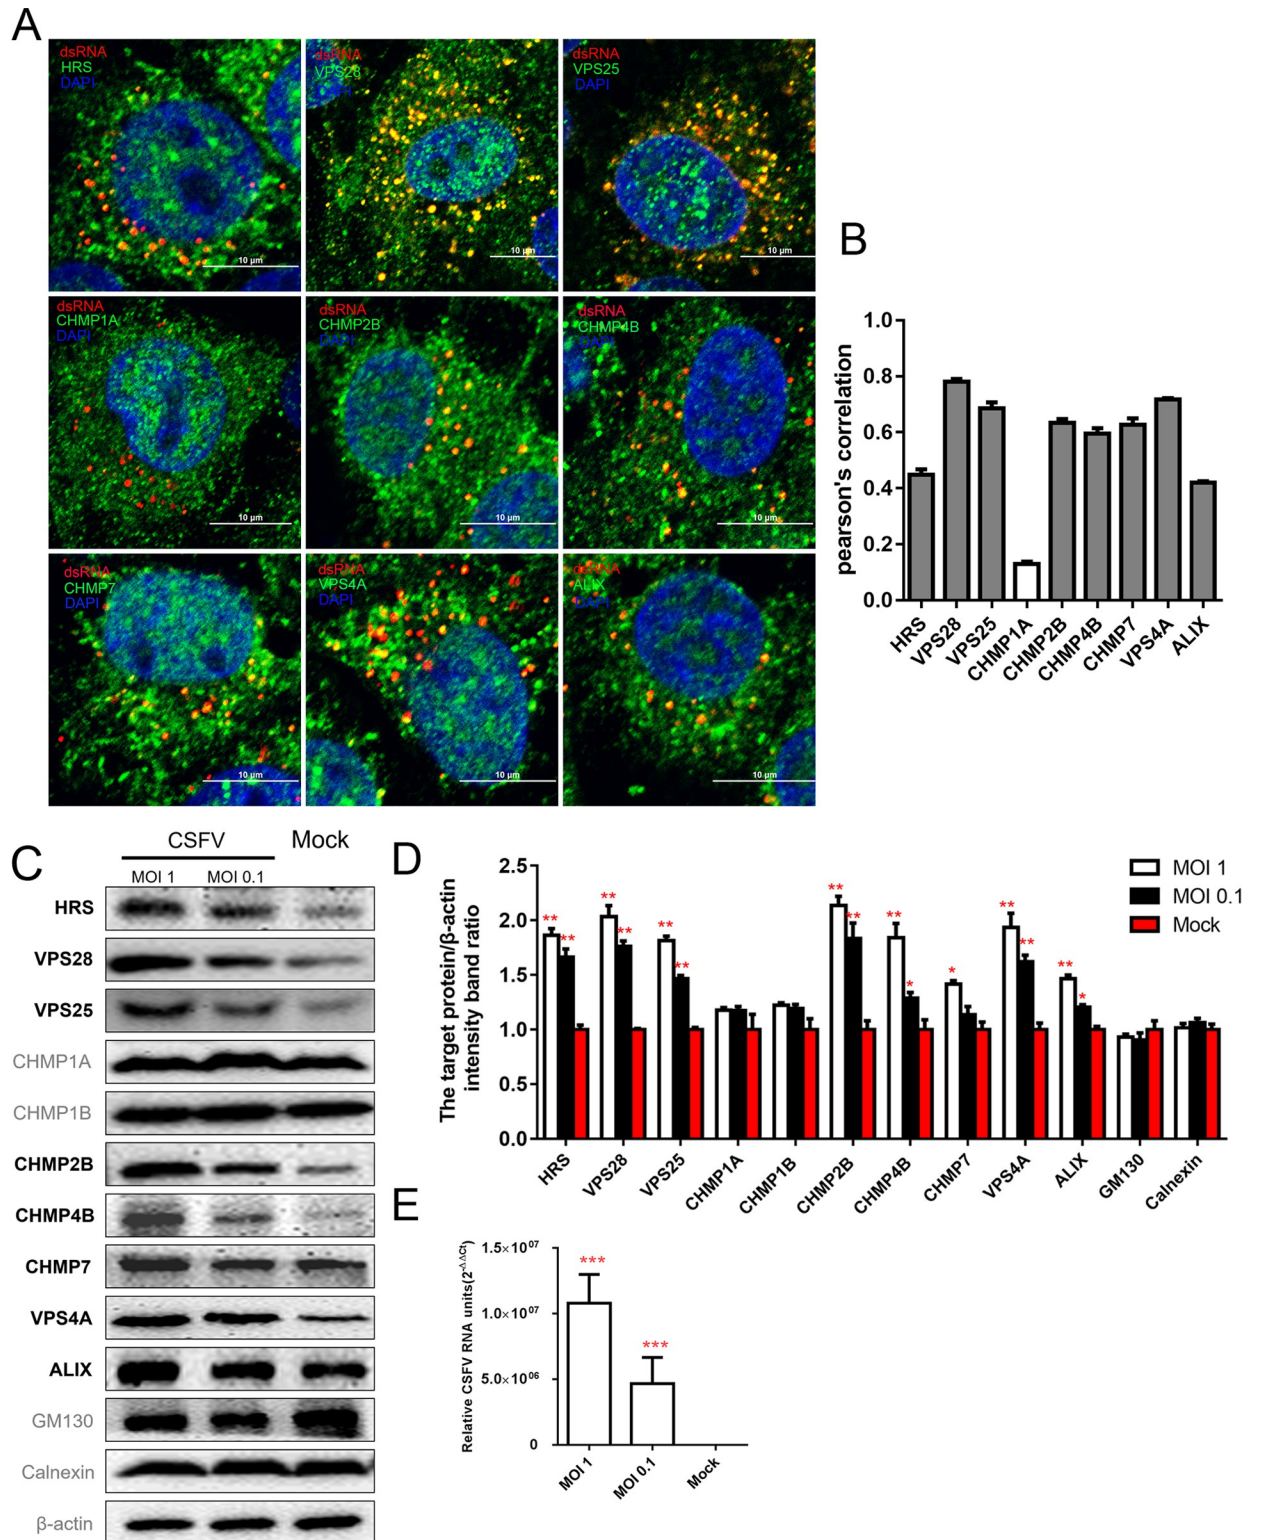 A
dsRNA
HRS
DAPI
10 µm
dsRNA
VPS28
DAPI
10 µm
dsRNA
VPS25
DAPI
10 µm
dsRNA
CHMP1A
DAPI
10 µm
dsRNA
CHMP2B
DAPI
10 µm
dsRNA
CHMP4B
DAPI
10 µm
dsRNA
CHMP7
DAPI
10 µm
dsRNA
VPS4A
DAPI
10 µm
dsRNA
ALIX
DAPI
10 µm
B
pearson's correlation
1.0
0.8
0.6
0.4
0.2
0.0
HRS
VPS28
VPS25
CHMP1A
CHMP2B
CHMP4B
CHMP7
VPS4A
ALIX
C
CSFV
Mock
MOI 1
MOI 0.1
HRS
VPS28
VPS25
CHMP1A
CHMP1B
CHMP2B
CHMP4B
CHMP7
VPS4A
ALIX
GM130
Calnexin
β-actin
D
The target protein/β-actin
intensity band ratio
2.5
2.0
1.5
1.0
0.5
0.0
** ** ** ** ** ** ** ** ** * * ** ** ** *
MOI 1
MOI 0.1
Mock
HRS
VPS28
VPS25
CHMP1A
CHMP1B
CHMP2B
CHMP4B
CHMP7
VPS4A
ALIX
GM130
Calnexin
E
Relative CSFV RNA units(2-ΔΔCt)
1.5×10⁰⁷
1.0×10⁰⁷
5.0×10⁰⁶
0
***
***
MOI 1
MOI 0.1
Mock